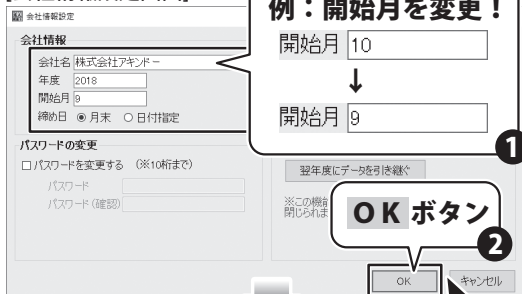 会社情報設定
会社情報
会社名 株式会社アキンドー
年度 2018
開始月 9
締め日 月末 日付指定
パスワードの変更
パスワードを変更する (※10桁まで)
パスワード
パスワード(確認)
例：開始月を変更！
開始月 10
↓
開始月 9
1
翌年度にデータを引き継ぐ
※この機
閉じられま
OK ボタン
2
OK キャンセル